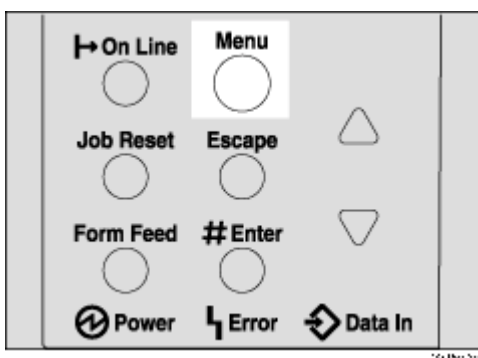 On Line Menu
Job Reset Escape
Form Feed # Enter
Power Error Data In